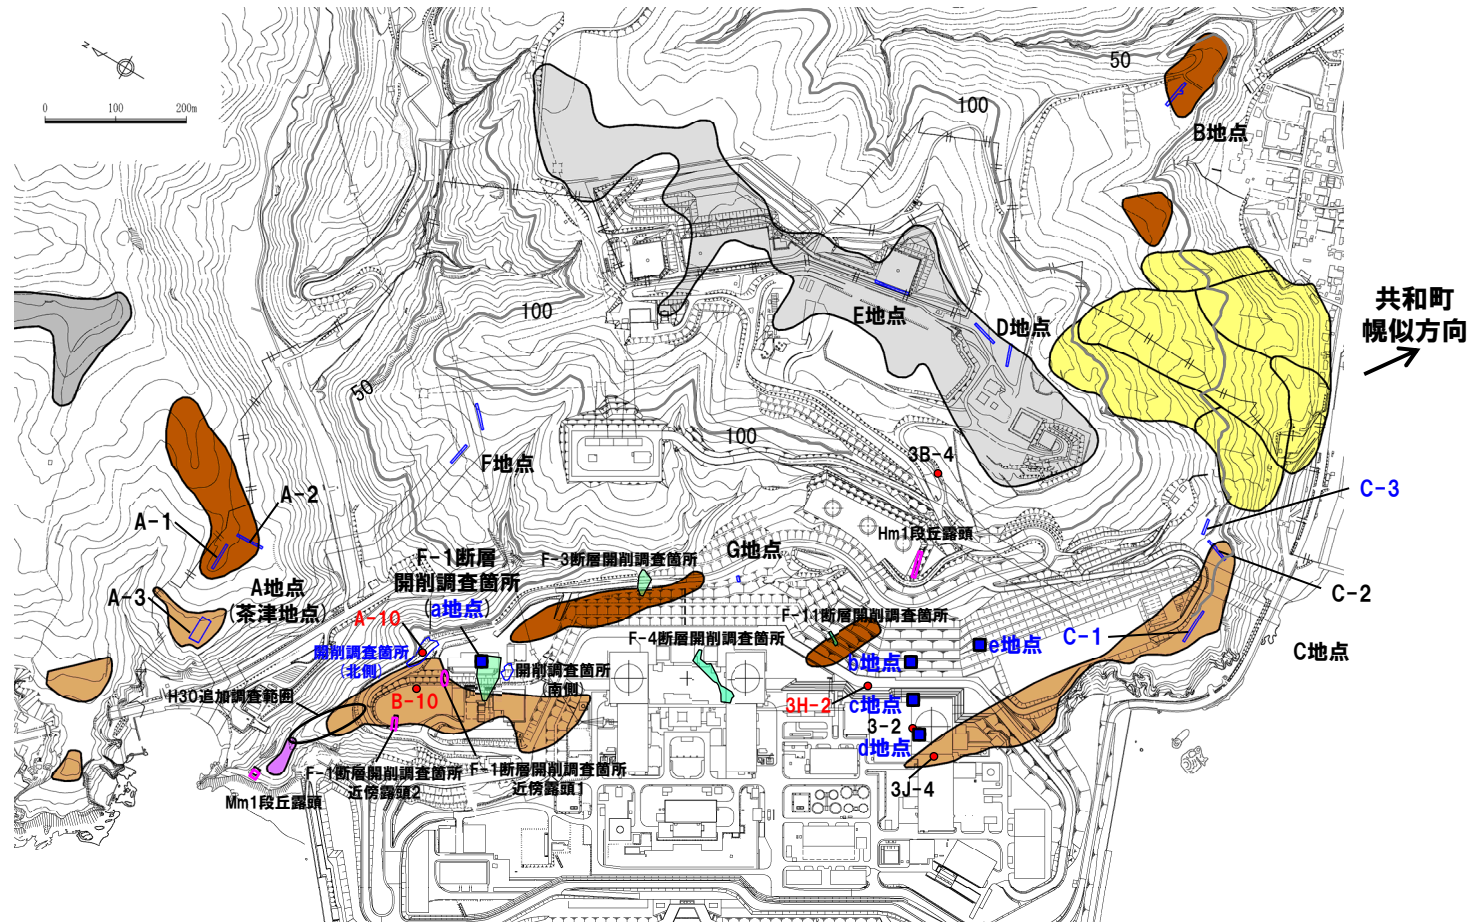 N
0 100 200m
50
100
B地点
共和町
幌似方向
E地点
D地点
100
50
100
3B-4
F地点
C-3
A-2
A-1
Hm1段丘露頭
G地点
F-1断層
開削調査箇所
(a地点)
F-3断層開削調査箇所
A地点
(茶津地点)
A-3
C-2
A-10
F-11断層開削調査箇所
F-4断層開削調査箇所
C-1
e地点
C地点
開削調査箇所
(北側)
開削調査箇所
(南側)
b地点
H30追加調査範囲
B-10
3H-2
c地点
3-2
d地点
F-1断層開削調査箇所
近傍露頭2
F-1断層開削調査箇所
近傍露頭1
Mm1段丘露頭
3J-4